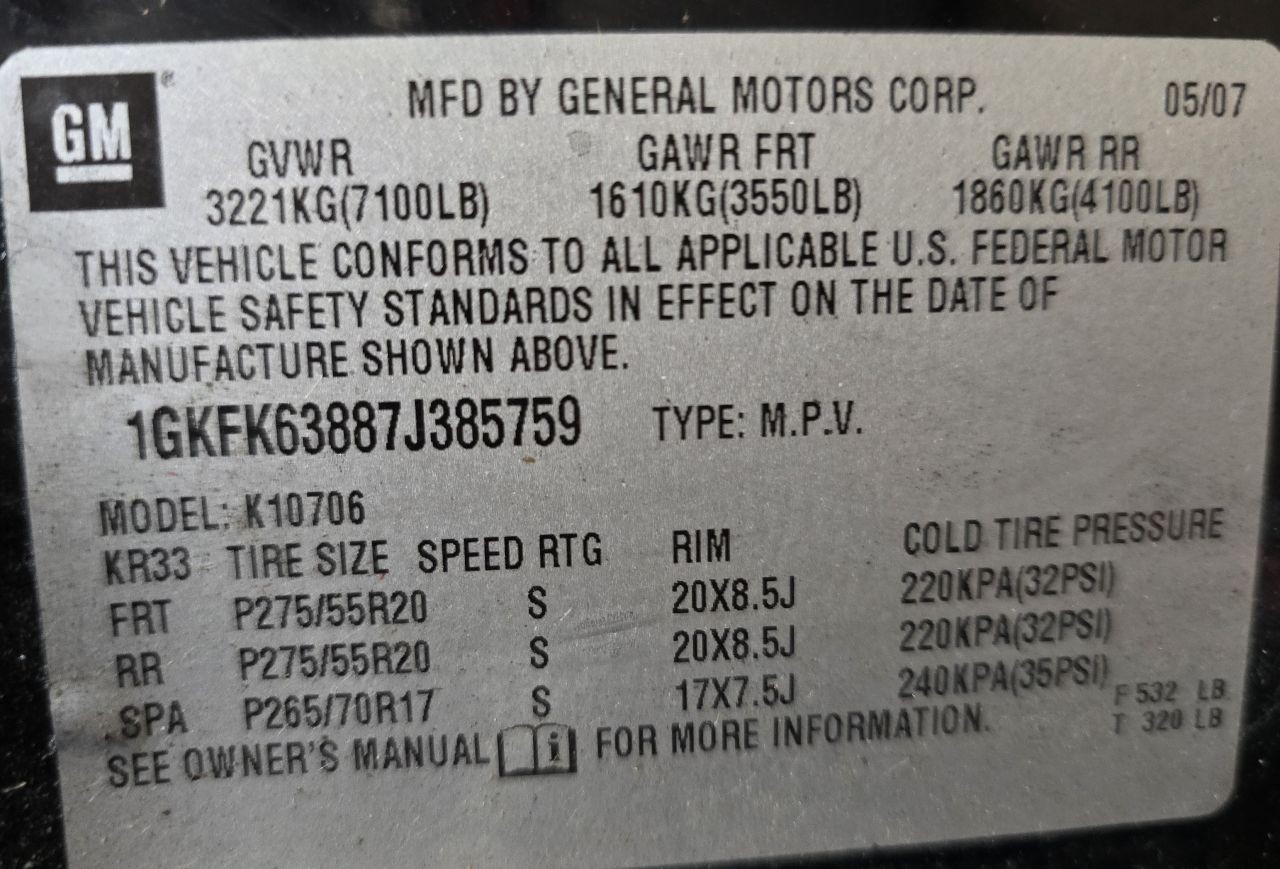 GM®
MFD BY GENERAL MOTORS CORP. 05/07
GVWR GAWR FRT GAWR RR
3221KG(7100LB) 1610KG(3550LB) 1860KG(4100LB)
THIS VEHICLE CONFORMS TO ALL APPLICABLE U.S. FEDERAL MOTOR
VEHICLE SAFETY STANDARDS IN EFFECT ON THE DATE OF
MANUFACTURE SHOWN ABOVE.
1GKFK63887J385759 TYPE: M.P.V.
MODEL: K10706
KR33 TIRE SIZE SPEED RTG RIM COLD TIRE PRESSURE
FRT P275/55R20 S 20X8.5J 220KPA(32PSI)
RR P275/55R20 S 20X8.5J 220KPA(32PSI)
SPA P265/70R17 S 17X7.5J 240KPA(35PSI)
F 532 LB
T 320 LB
SEE OWNER'S MANUAL i FOR MORE INFORMATION.